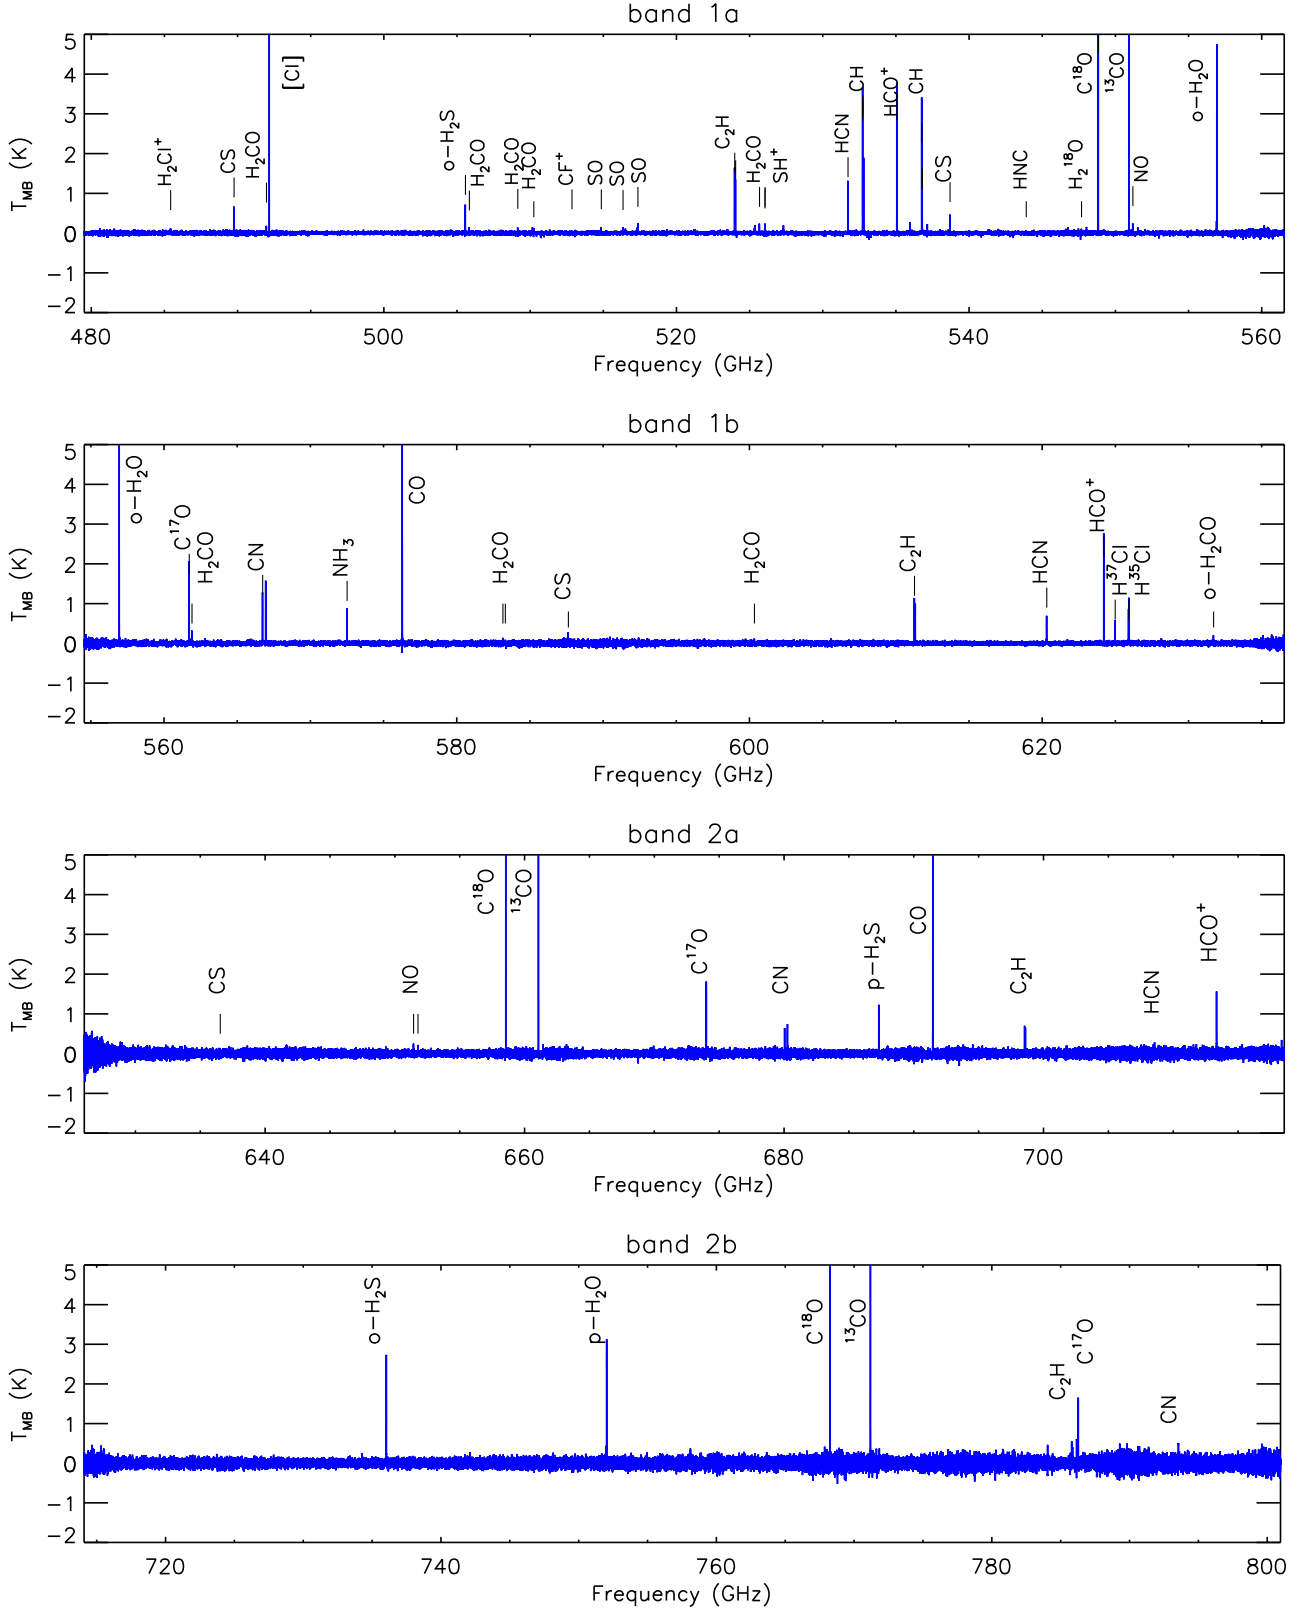 band 1a
5
4
3
2
1
0
−1
−2
T_MB (K)
H₂Cl⁺
CS
H₂CO
[CI]
o−H₂S
H₂CO
H₂CO
H₂CO
CF⁺
SO
SO
SO
C₂H
H₂CO
SH⁺
HCN
CH
HCO⁺
CH
CS
HNC
H₂¹⁸O
C¹⁸O
¹³CO
NO
o−H₂O
480 500 520 540 560
Frequency (GHz)
band 1b
5
4
3
2
1
0
−1
−2
T_MB (K)
o−H₂O
C¹⁷O
H₂CO
CN
NH₃
CO
H₂CO
CS
H₂CO
C₂H
HCN
HCO⁺
H³⁷Cl
H³⁵Cl
o−H₂CO
560 580 600 620
Frequency (GHz)
band 2a
5
4
3
2
1
0
−1
−2
T_MB (K)
CS
NO
C¹⁸O
¹³CO
C¹⁷O
CN
p−H₂S
CO
C₂H
HCN
HCO⁺
640 660 680 700
Frequency (GHz)
band 2b
5
4
3
2
1
0
−1
−2
T_MB (K)
o−H₂S
p−H₂O
C¹⁸O
¹³CO
C₂H
C¹⁷O
CN
720 740 760 780 800
Frequency (GHz)